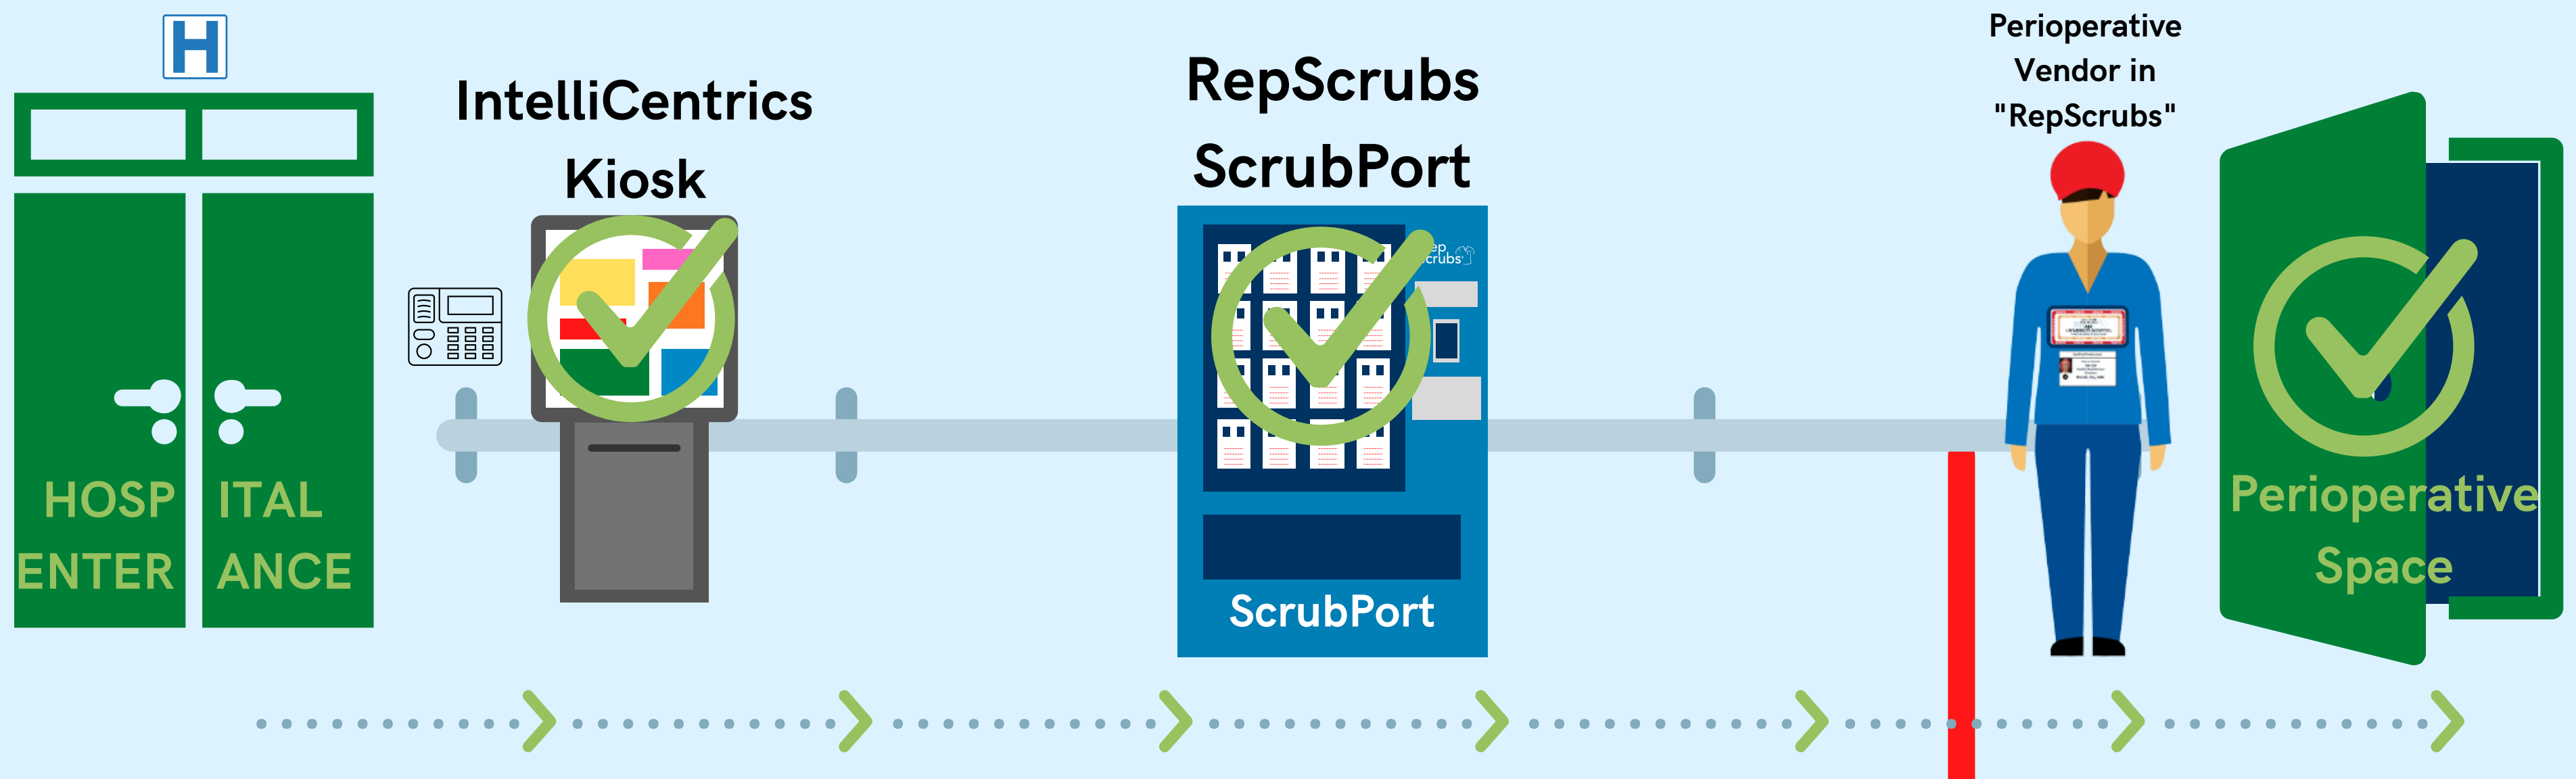 H
IntelliCentrics
Kiosk
RepScrubs
ScrubPort
Perioperative
Vendor in
"RepScrubs"
HOSP ITAL
ENTER ANCE
ScrubPort
Perioperative
Space